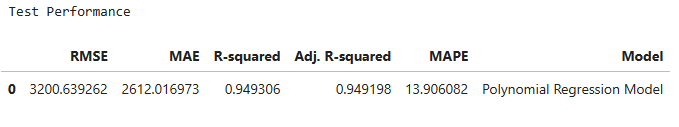 Test Performance
RMSE MAE R-squared Adj. R-squared MAPE Model
0 3200.639262 2612.016973 0.949306 0.949198 13.906082 Polynomial Regression Model